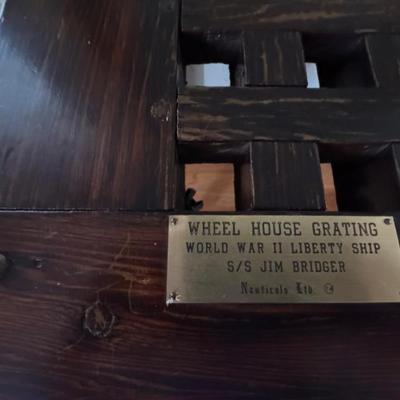 WHEEL HOUSE GRATING
WORLD WAR II LIBERTY SHIP
S/S JIM BRIDGER
Nauticals Ltd.